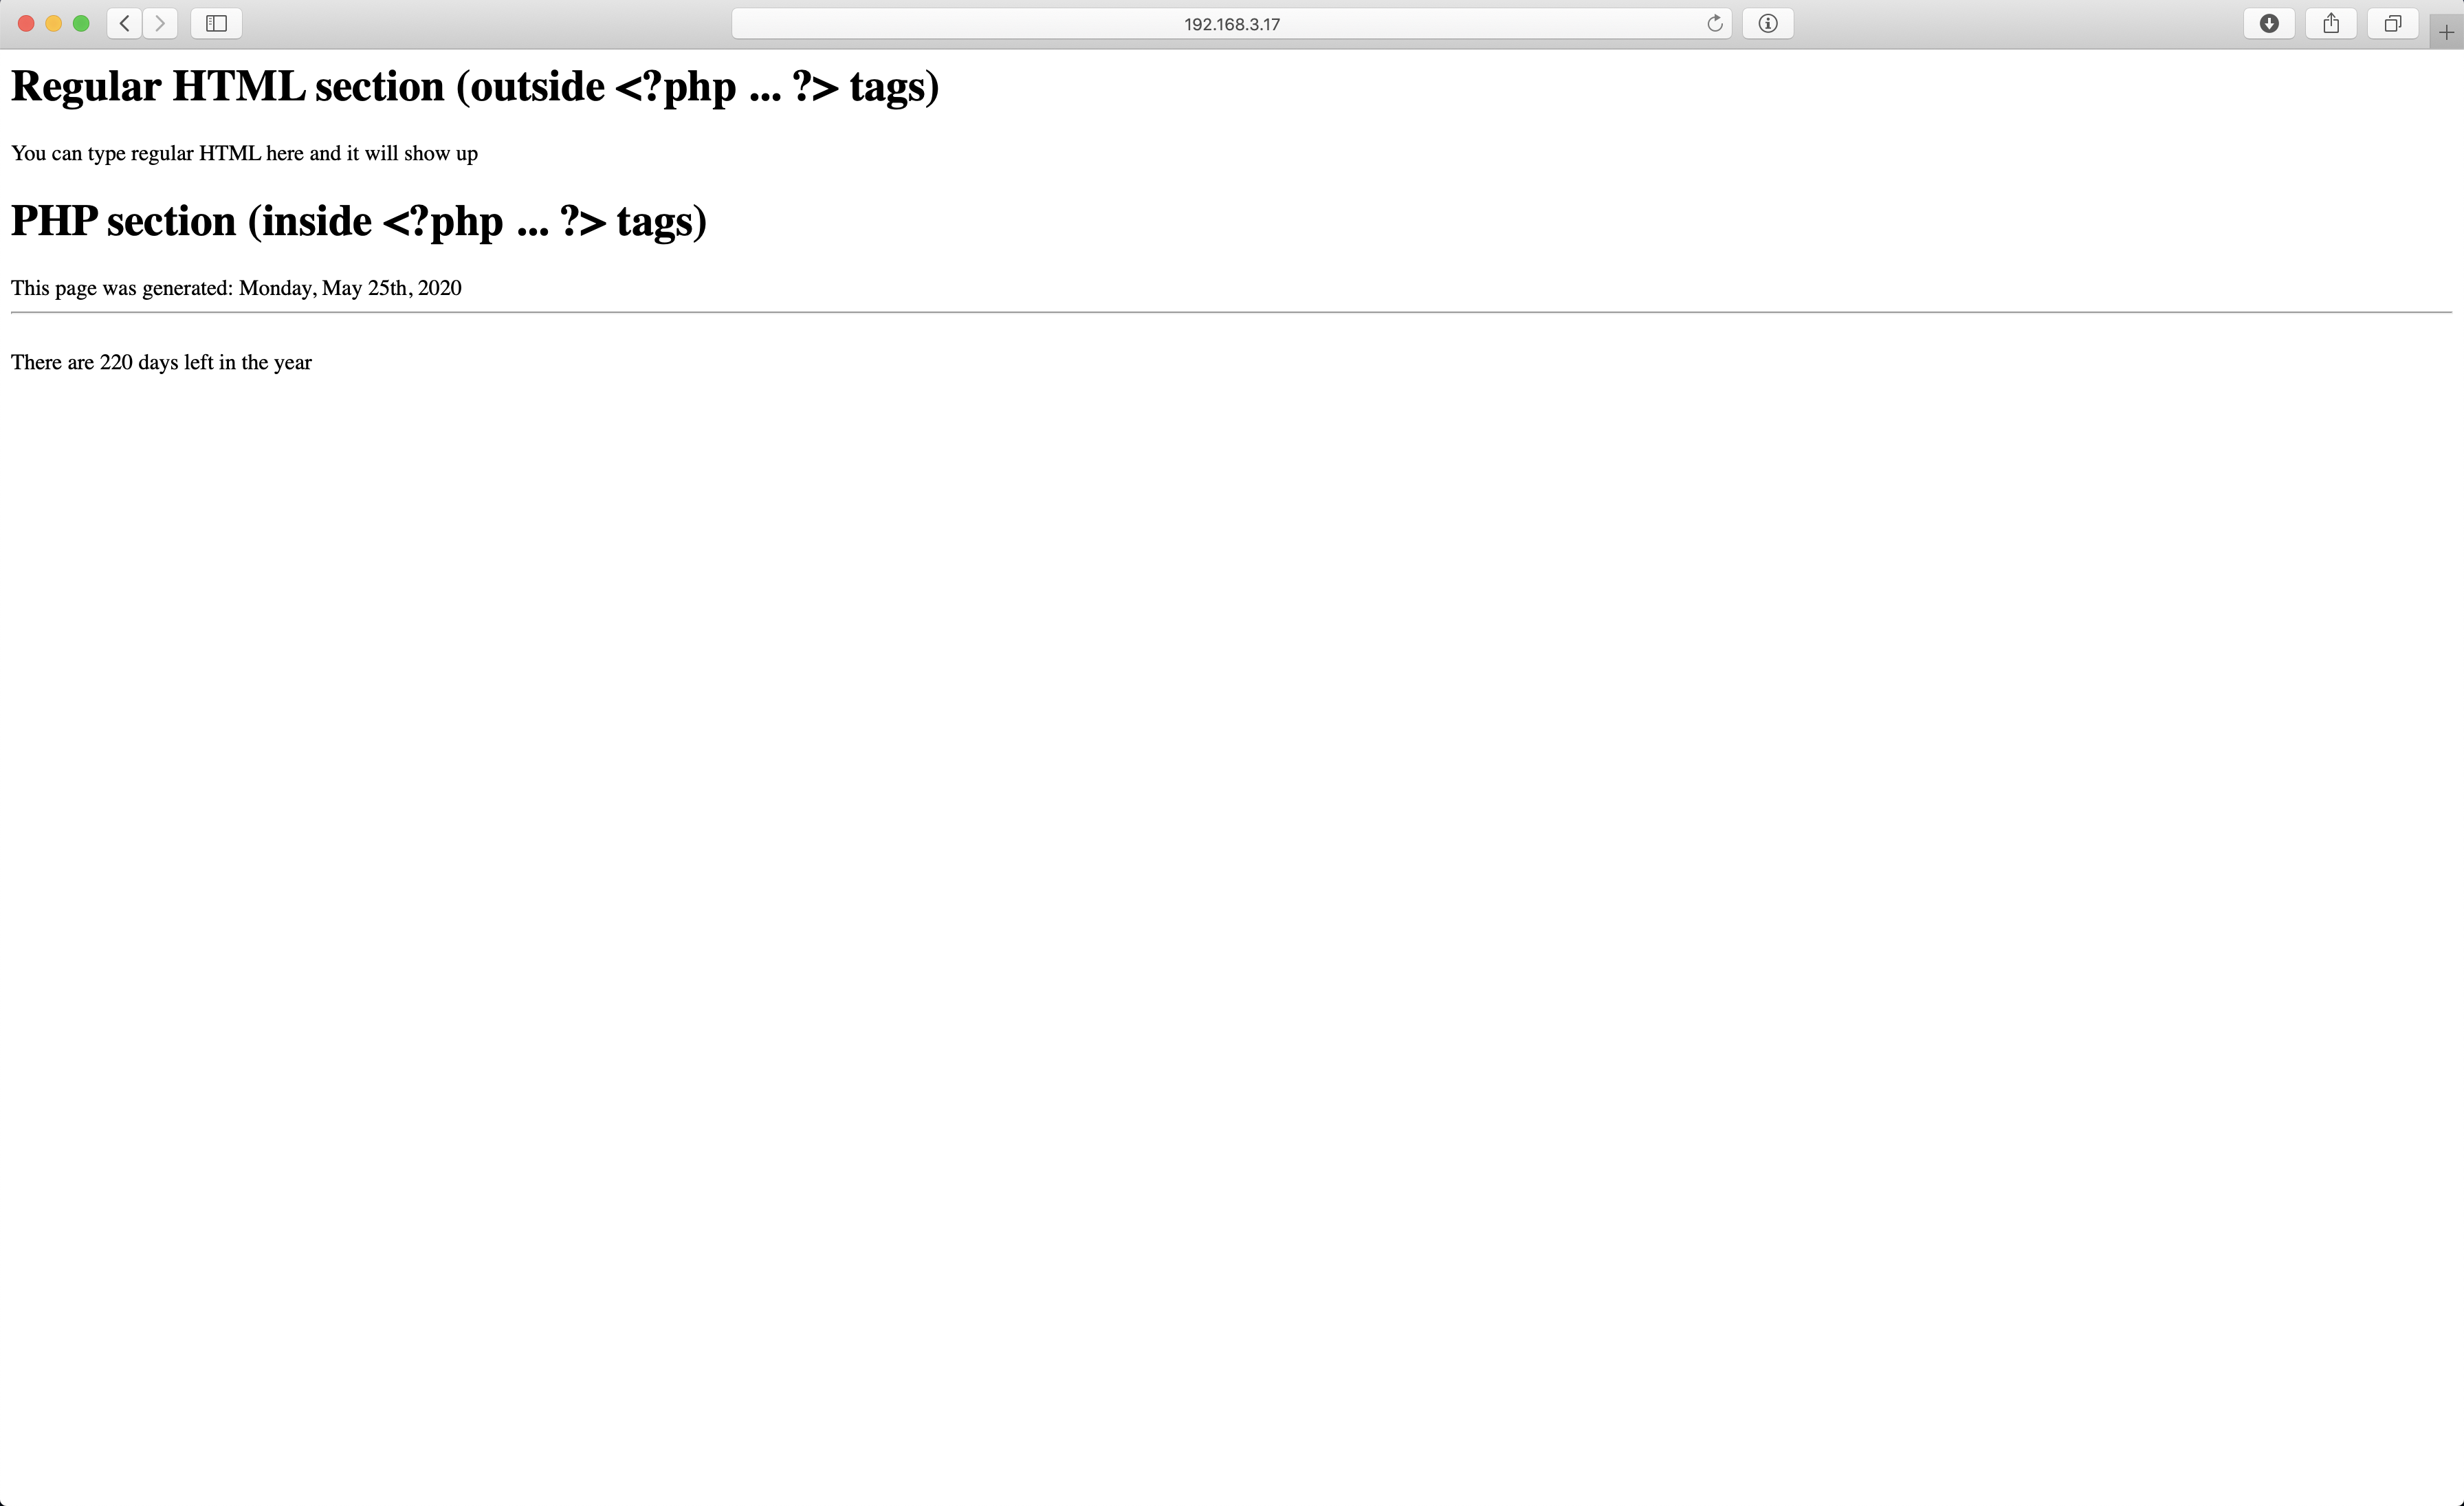 192.168.3.17
Regular HTML section (outside <?php ... ?> tags)
You can type regular HTML here and it will show up
PHP section (inside <?php ... ?> tags)
This page was generated: Monday, May 25th, 2020
There are 220 days left in the year